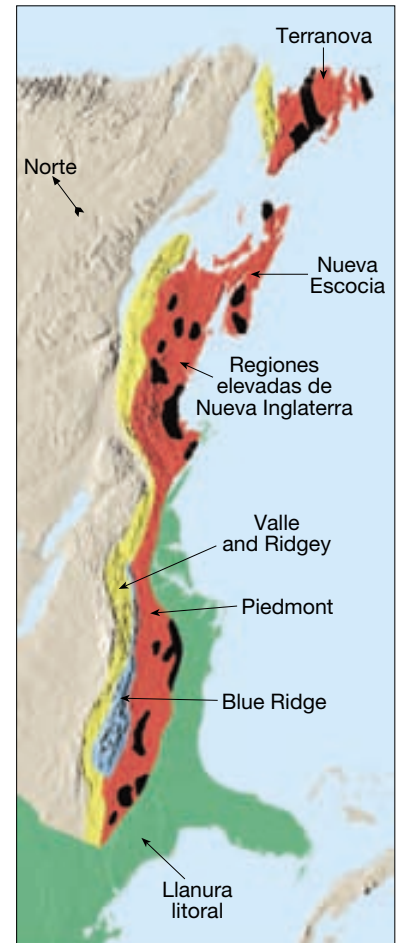 Terranova
Norte
Nueva
Escocia
Regiones
elevadas de
Nueva Inglaterra
Valle
and Ridgey
Piedmont
Blue Ridge
Llanura
litoral